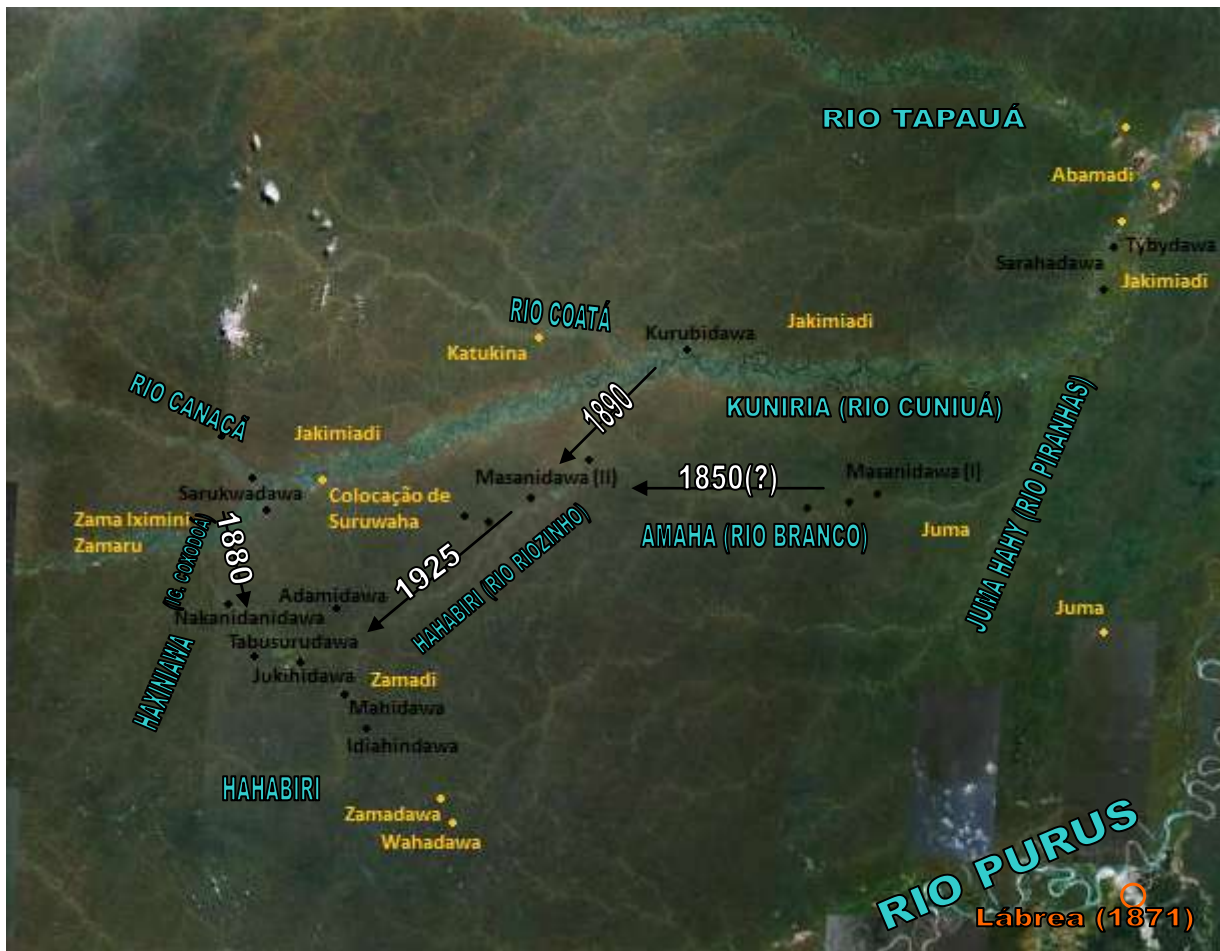 RIO TAPAUÁ
Abamadi
Tybydawa
Sarahadawa
Jakimiadi
RIO COATÁ
Jakimiadi
Kurubidawa
Katukina
RIO CANACÃ
1890
KUNIRIA (RIO CUNIUÁ)
JUMA HAHY (RIO PIRANHAS)
Jakimiadi
Masanidawa (II)
1850(?)
Masanidawa (I)
Sarukwadawa
Colocação de
Suruwaha
Zama Iximini
Zamaru
(IG. COXODOÁ)
1880
AMAHA (RIO BRANCO)
Juma
1925
HAHABIRI (RIO RIOZINHO)
Adamidawa
Nakanidanidawa
Juma
HAXINIAWA
Tabusurudawa
Jukihidawa
Zamadi
Mahidawa
Idiahindawa
HAHABIRI
Zamadawa
Wahadawa
RIO PURUS
Lábrea (1871)